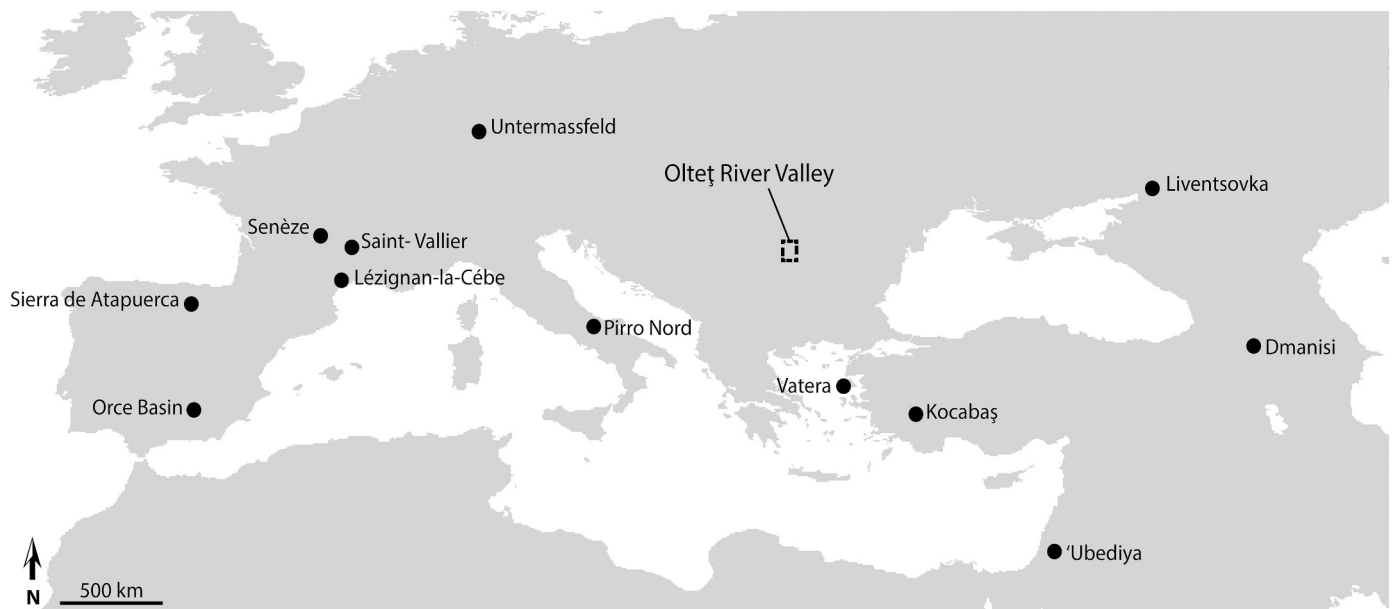 Untermassfeld
Olteţ River Valley
Liventsovka
Senèze
Saint- Vallier
Lézignan-la-Cébe
Sierra de Atapuerca
Pirro Nord
Dmanisi
Vatera
Orce Basin
Kocabaş
‘Ubediya
N
500 km